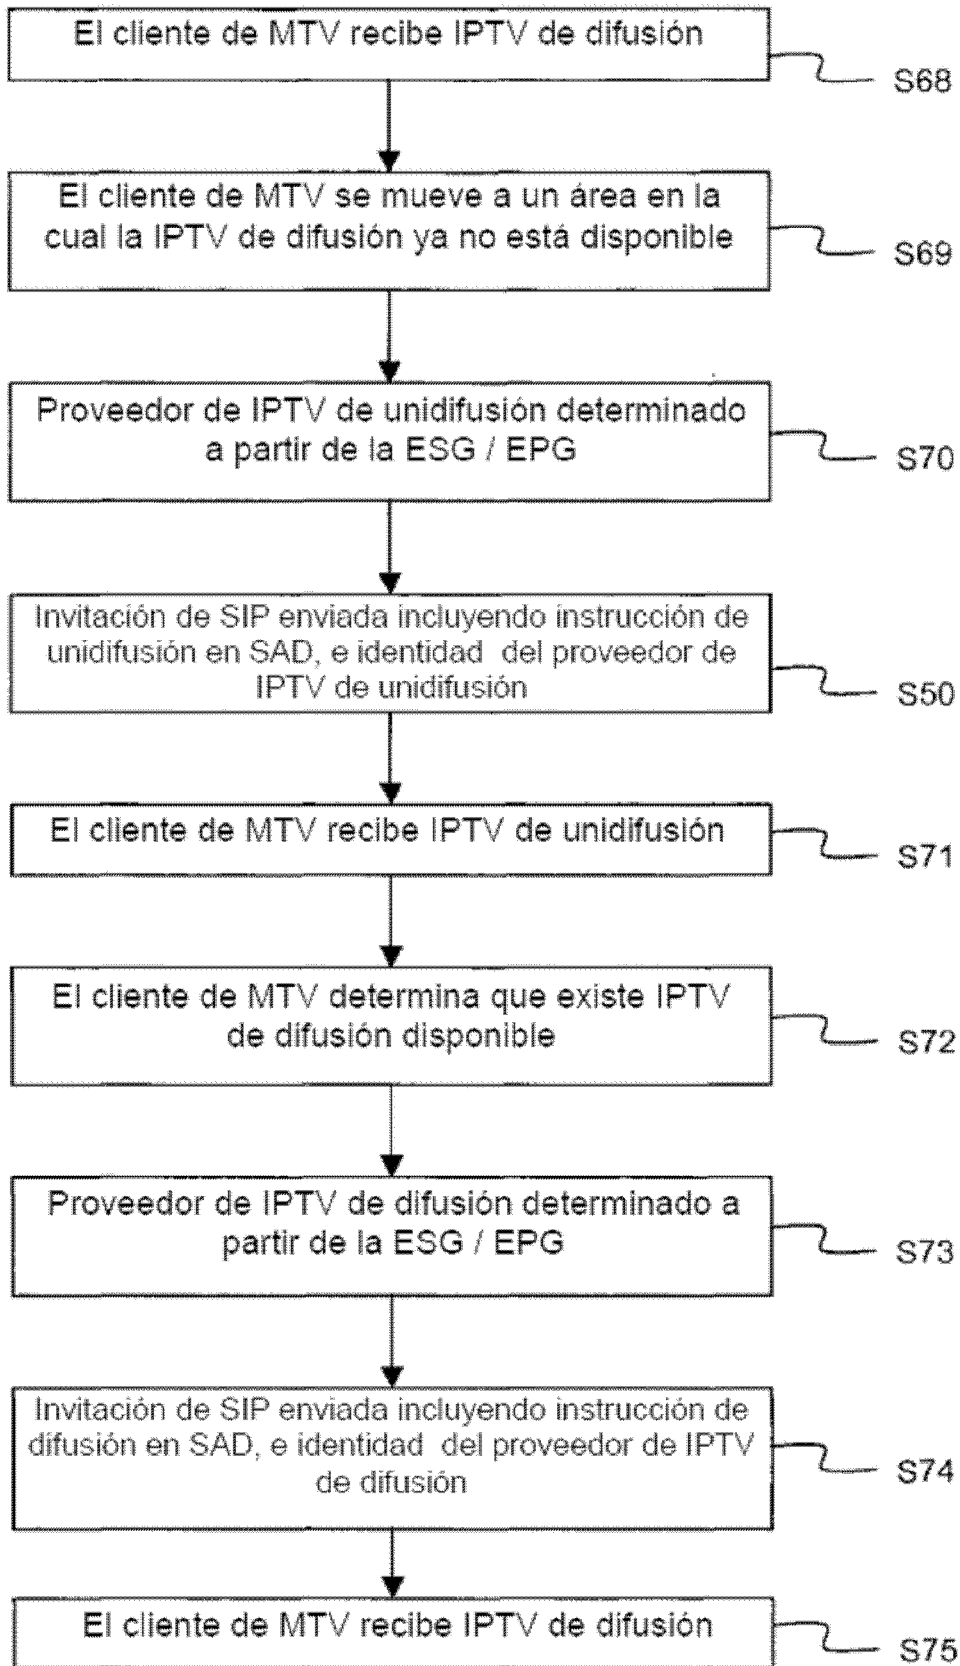 El cliente de MTV recibe IPTV de difusión
S68
El cliente de MTV se mueve a un área en la
cual la IPTV de difusión ya no está disponible
S69
Proveedor de IPTV de unidifusión determinado
a partir de la ESG / EPG
S70
Invitación de SIP enviada incluyendo instrucción de
unidifusión en SAD, e identidad del proveedor de
IPTV de unidifusión
S50
El cliente de MTV recibe IPTV de unidifusión
S71
El cliente de MTV determina que existe IPTV
de difusión disponible
S72
Proveedor de IPTV de difusión determinado a
partir de la ESG / EPG
S73
Invitación de SIP enviada incluyendo instrucción de
difusión en SAD, e identidad del proveedor de IPTV
de difusión
S74
El cliente de MTV recibe IPTV de difusión
S75